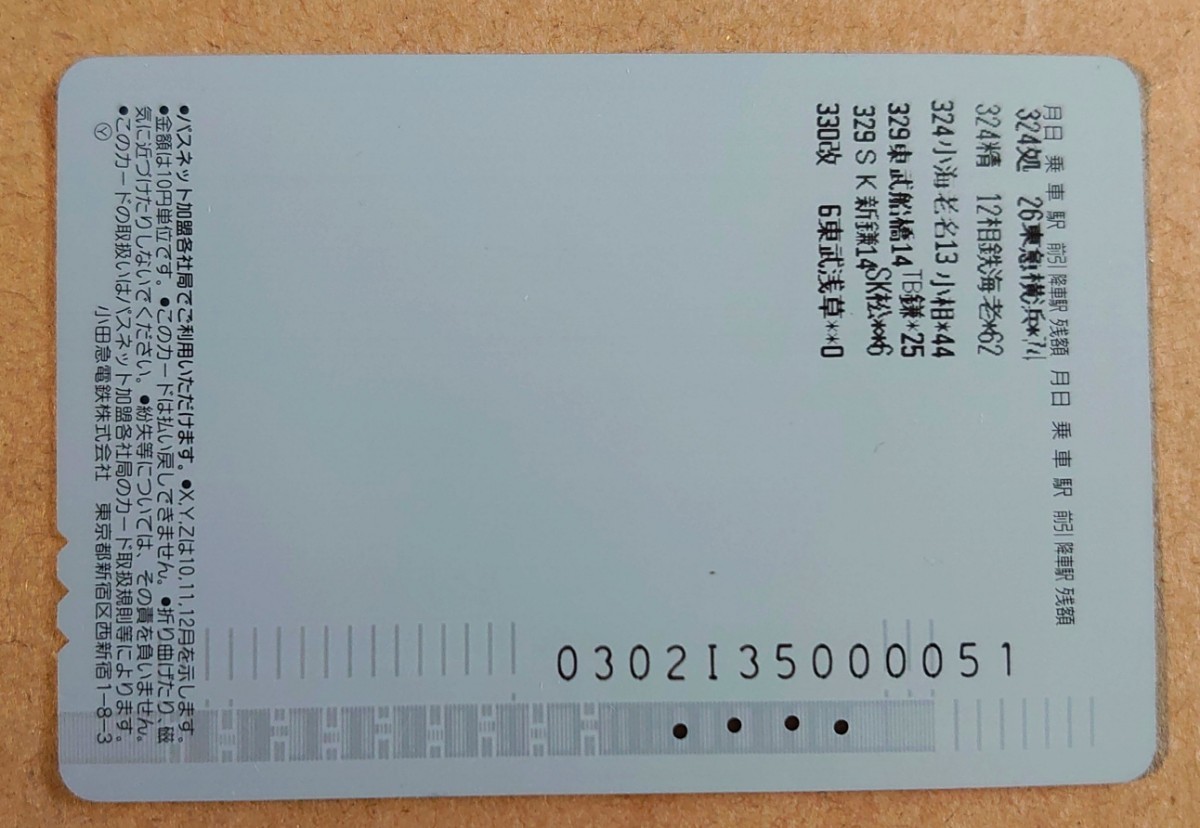 月日 乗車駅 前引 降車駅 残額 月日 乗車駅 前引 降車駅 残額
324処 26東急横浜*74
324精 12相鉄海老*62
324小海老名13小相*44
329東武船橋14TB鎌*25
329SK新鎌14SK松**6
330改 6東武浅草**0
0302I35000051
●パスネット加盟各社局でご利用いただけます。●X,Y,Zは10,11,12月を示します。
●金額は10円単位です。●このカードは払い戻しできません。●折り曲げたり、磁
気に近づけたりしないでください。●紛失等については、その責を負いません。
●このカードの取扱いはパスネット加盟各社局のカード取扱規則等によります。
Ⓨ 小田急電鉄株式会社 東京都新宿区西新宿1-8-3